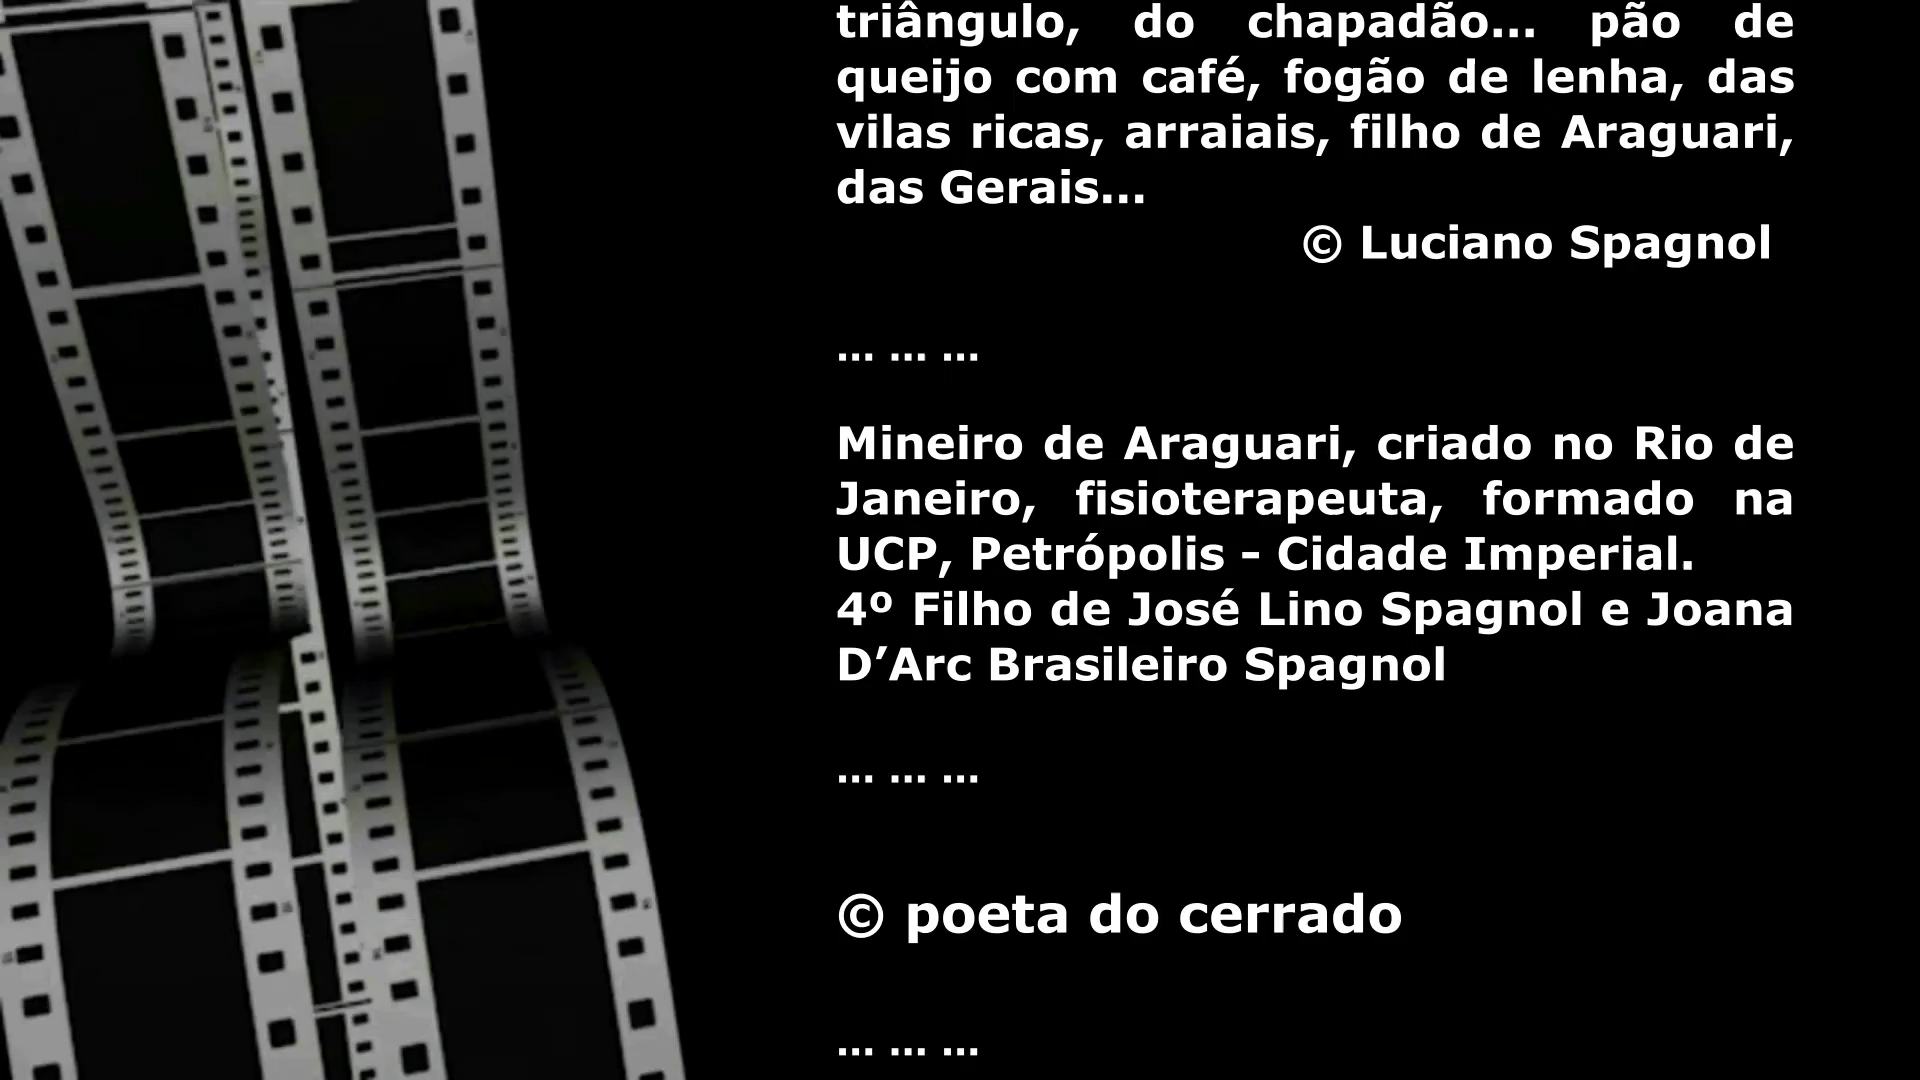 triângulo, do chapadão... pão de
queijo com café, fogão de lenha, das
vilas ricas, arraiais, filho de Araguari,
das Gerais...
© Luciano Spagnol
... ... ...
Mineiro de Araguari, criado no Rio de
Janeiro, fisioterapeuta, formado na
UCP, Petrópolis - Cidade Imperial.
4º Filho de José Lino Spagnol e Joana
D’Arc Brasileiro Spagnol
... ... ...
© poeta do cerrado
... ... ...